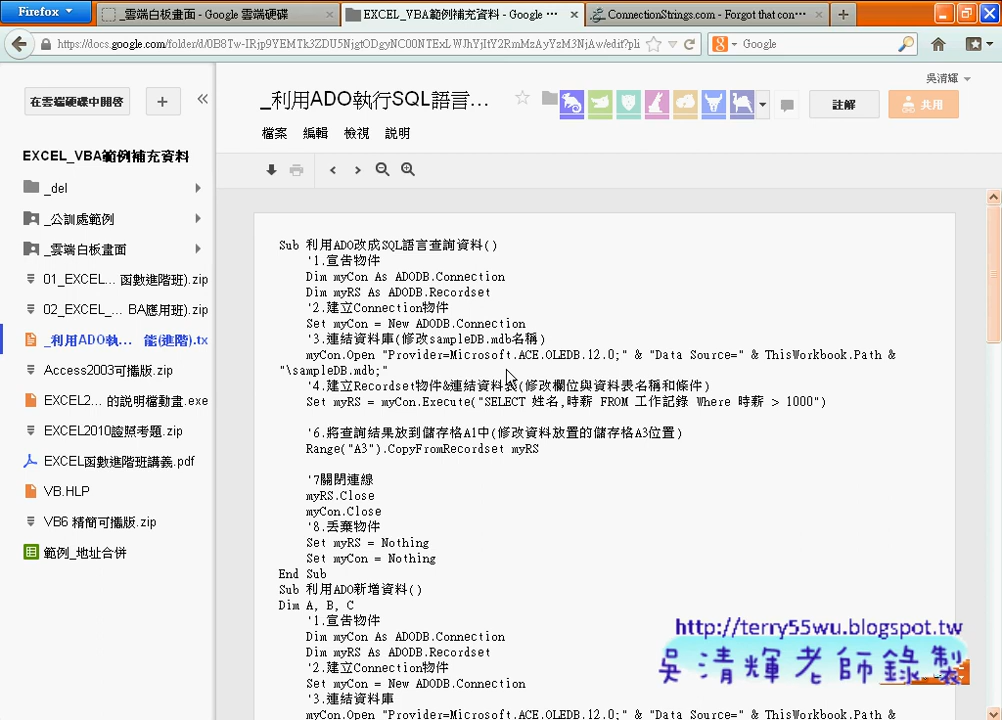 Firefox
_雲端白板畫面 - Google 雲端硬碟
EXCEL_VBA範例補充資料 - Google ...
ConnectionStrings.com - Forgot that con...
https://docs.google.com/folder/d/0B8Tw-IRjp9YEMTk3ZDU5NjgtODgyNC00NTExLWJhYjItY2RmMzAyYzM3NjAw/edit?pli
Google
吳清輝
在雲端硬碟中開啓
_利用ADO執行SQL語言...
註解
共用
檔案 編輯 檢視 說明
EXCEL_VBA範例補充資料
_del
_公訓處範例
_雲端白板畫面
01_EXCEL... 函數進階班).zip
02_EXCEL_... BA應用班).zip
_利用ADO執... 能(進階).tx
Access2003可攜版.zip
EXCEL2... 的說明檔動畫.exe
EXCEL2010證照考題.zip
EXCEL函數進階班講義.pdf
VB.HLP
VB6 精簡可攜版.zip
範例_地址合併
Sub 利用ADO改成SQL語言查詢資料()
'1.宣告物件
Dim myCon As ADODB.Connection
Dim myRS As ADODB.Recordset
'2.建立Connection物件
Set myCon = New ADODB.Connection
'3.連結資料庫(修改sampleDB.mdb名稱)
myCon.Open "Provider=Microsoft.ACE.OLEDB.12.0;" & "Data Source=" & ThisWorkbook.Path &
"\sampleDB.mdb;"
'4.建立Recordset物件&連結資料表(修改欄位與資料表名稱和條件)
Set myRS = myCon.Execute("SELECT 姓名,時薪 FROM 工作記錄 Where 時薪 > 1000")
'6.將查詢結果放到儲存格A1中(修改資料放置的儲存格A3位置)
Range("A3").CopyFromRecordset myRS
'7關閉連線
myRS.Close
myCon.Close
'8.丟棄物件
Set myRS = Nothing
Set myCon = Nothing
End Sub
Sub 利用ADO新增資料()
Dim A, B, C
'1.宣告物件
Dim myCon As ADODB.Connection
Dim myRS As ADODB.Recordset
'2.建立Connection物件
Set myCon = New ADODB.Connection
'3.連結資料庫
myCon.Open "Provider=Microsoft.ACE.OLEDB.12.0;" & "Data Source=" & ThisWorkbook.Path &
http://terry55wu.blogspot.tw
吳清輝老師錄製